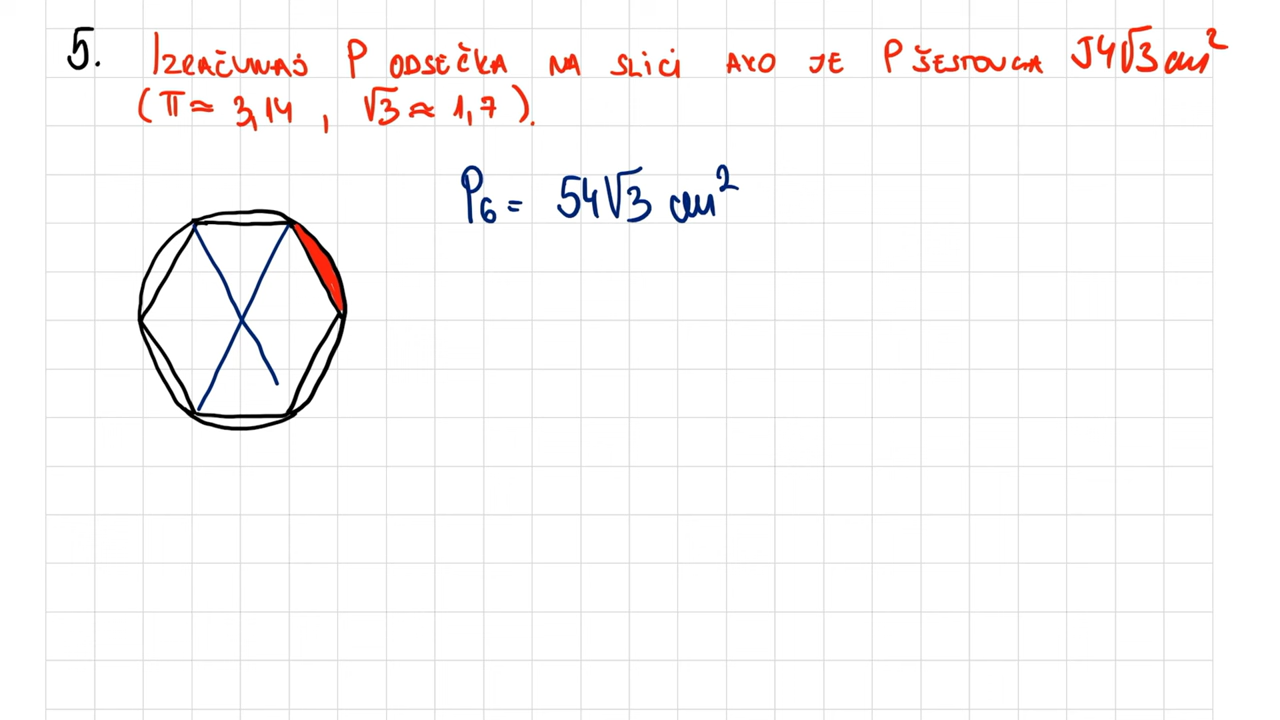 5. IZRAČUNAJ P ODSEČKA NA SLICI AKO JE P ŠESTOUGLA 54√3 cm²
(π ≈ 3,14 , √3 ≈ 1,7).
P₆ = 54√3 cm²